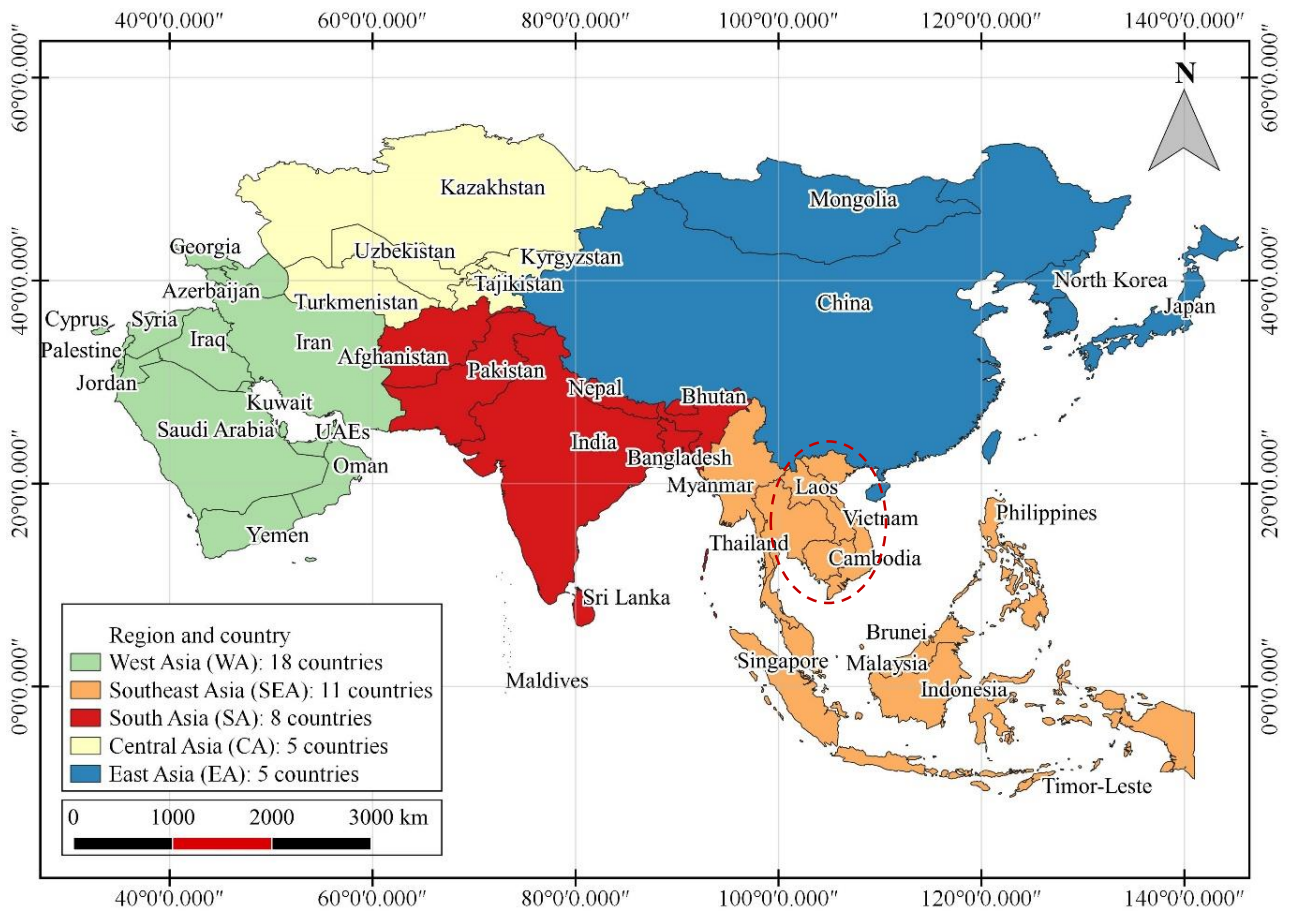 40°0'0.000" 60°0'0.000" 80°0'0.000" 100°0'0.000" 120°0'0.000" 140°0'0.000"
60°0'0.000" 60°0'0.000"
N
Kazakhstan
Mongolia
Georgia
Uzbekistan
Kyrgyzstan
40°0'0.000" 40°0'0.000"
Tajikistan
North Korea
Azerbaijan
Turkmenistan
China
Japan
Cyprus
Syria
Iraq
Iran
Palestine
Afghanistan
Pakistan
Jordan
Nepal
Bhutan
Kuwait
Saudi Arabia
UAEs
India
Bangladesh
Oman
Myanmar
Laos
20°0'0.000" 20°0'0.000"
Vietnam
Philippines
Yemen
Thailand
Cambodia
Sri Lanka
Brunei
Singapore
Malaysia
Maldives
Indonesia
0°0'0.000" 0°0'0.000"
Timor-Leste
Region and country
West Asia (WA): 18 countries
Southeast Asia (SEA): 11 countries
South Asia (SA): 8 countries
Central Asia (CA): 5 countries
East Asia (EA): 5 countries
0 1000 2000 3000 km
40°0'0.000" 60°0'0.000" 80°0'0.000" 100°0'0.000" 120°0'0.000" 140°0'0.000"